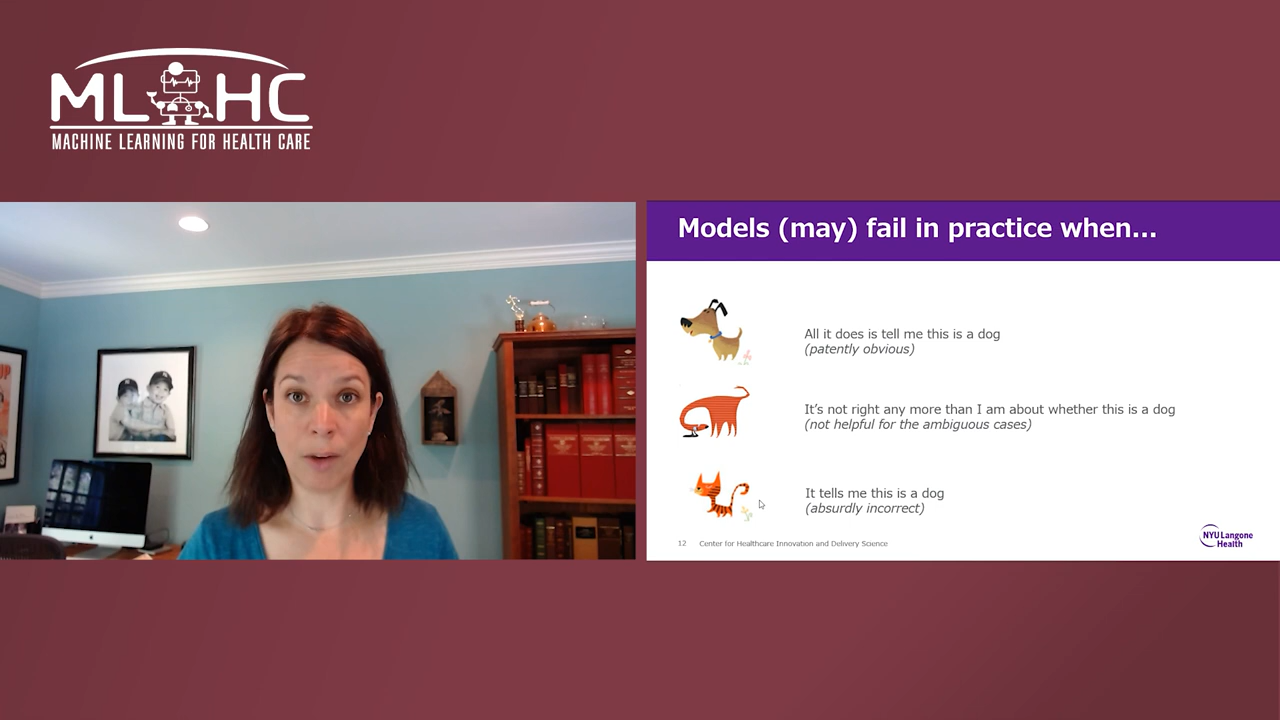 MLHC
MACHINE LEARNING FOR HEALTH CARE
Models (may) fail in practice when...
All it does is tell me this is a dog
(patently obvious)
It's not right any more than I am about whether this is a dog
(not helpful for the ambiguous cases)
It tells me this is a dog
(absurdly incorrect)
12 Center for Healthcare Innovation and Delivery Science
NYU Langone
Health